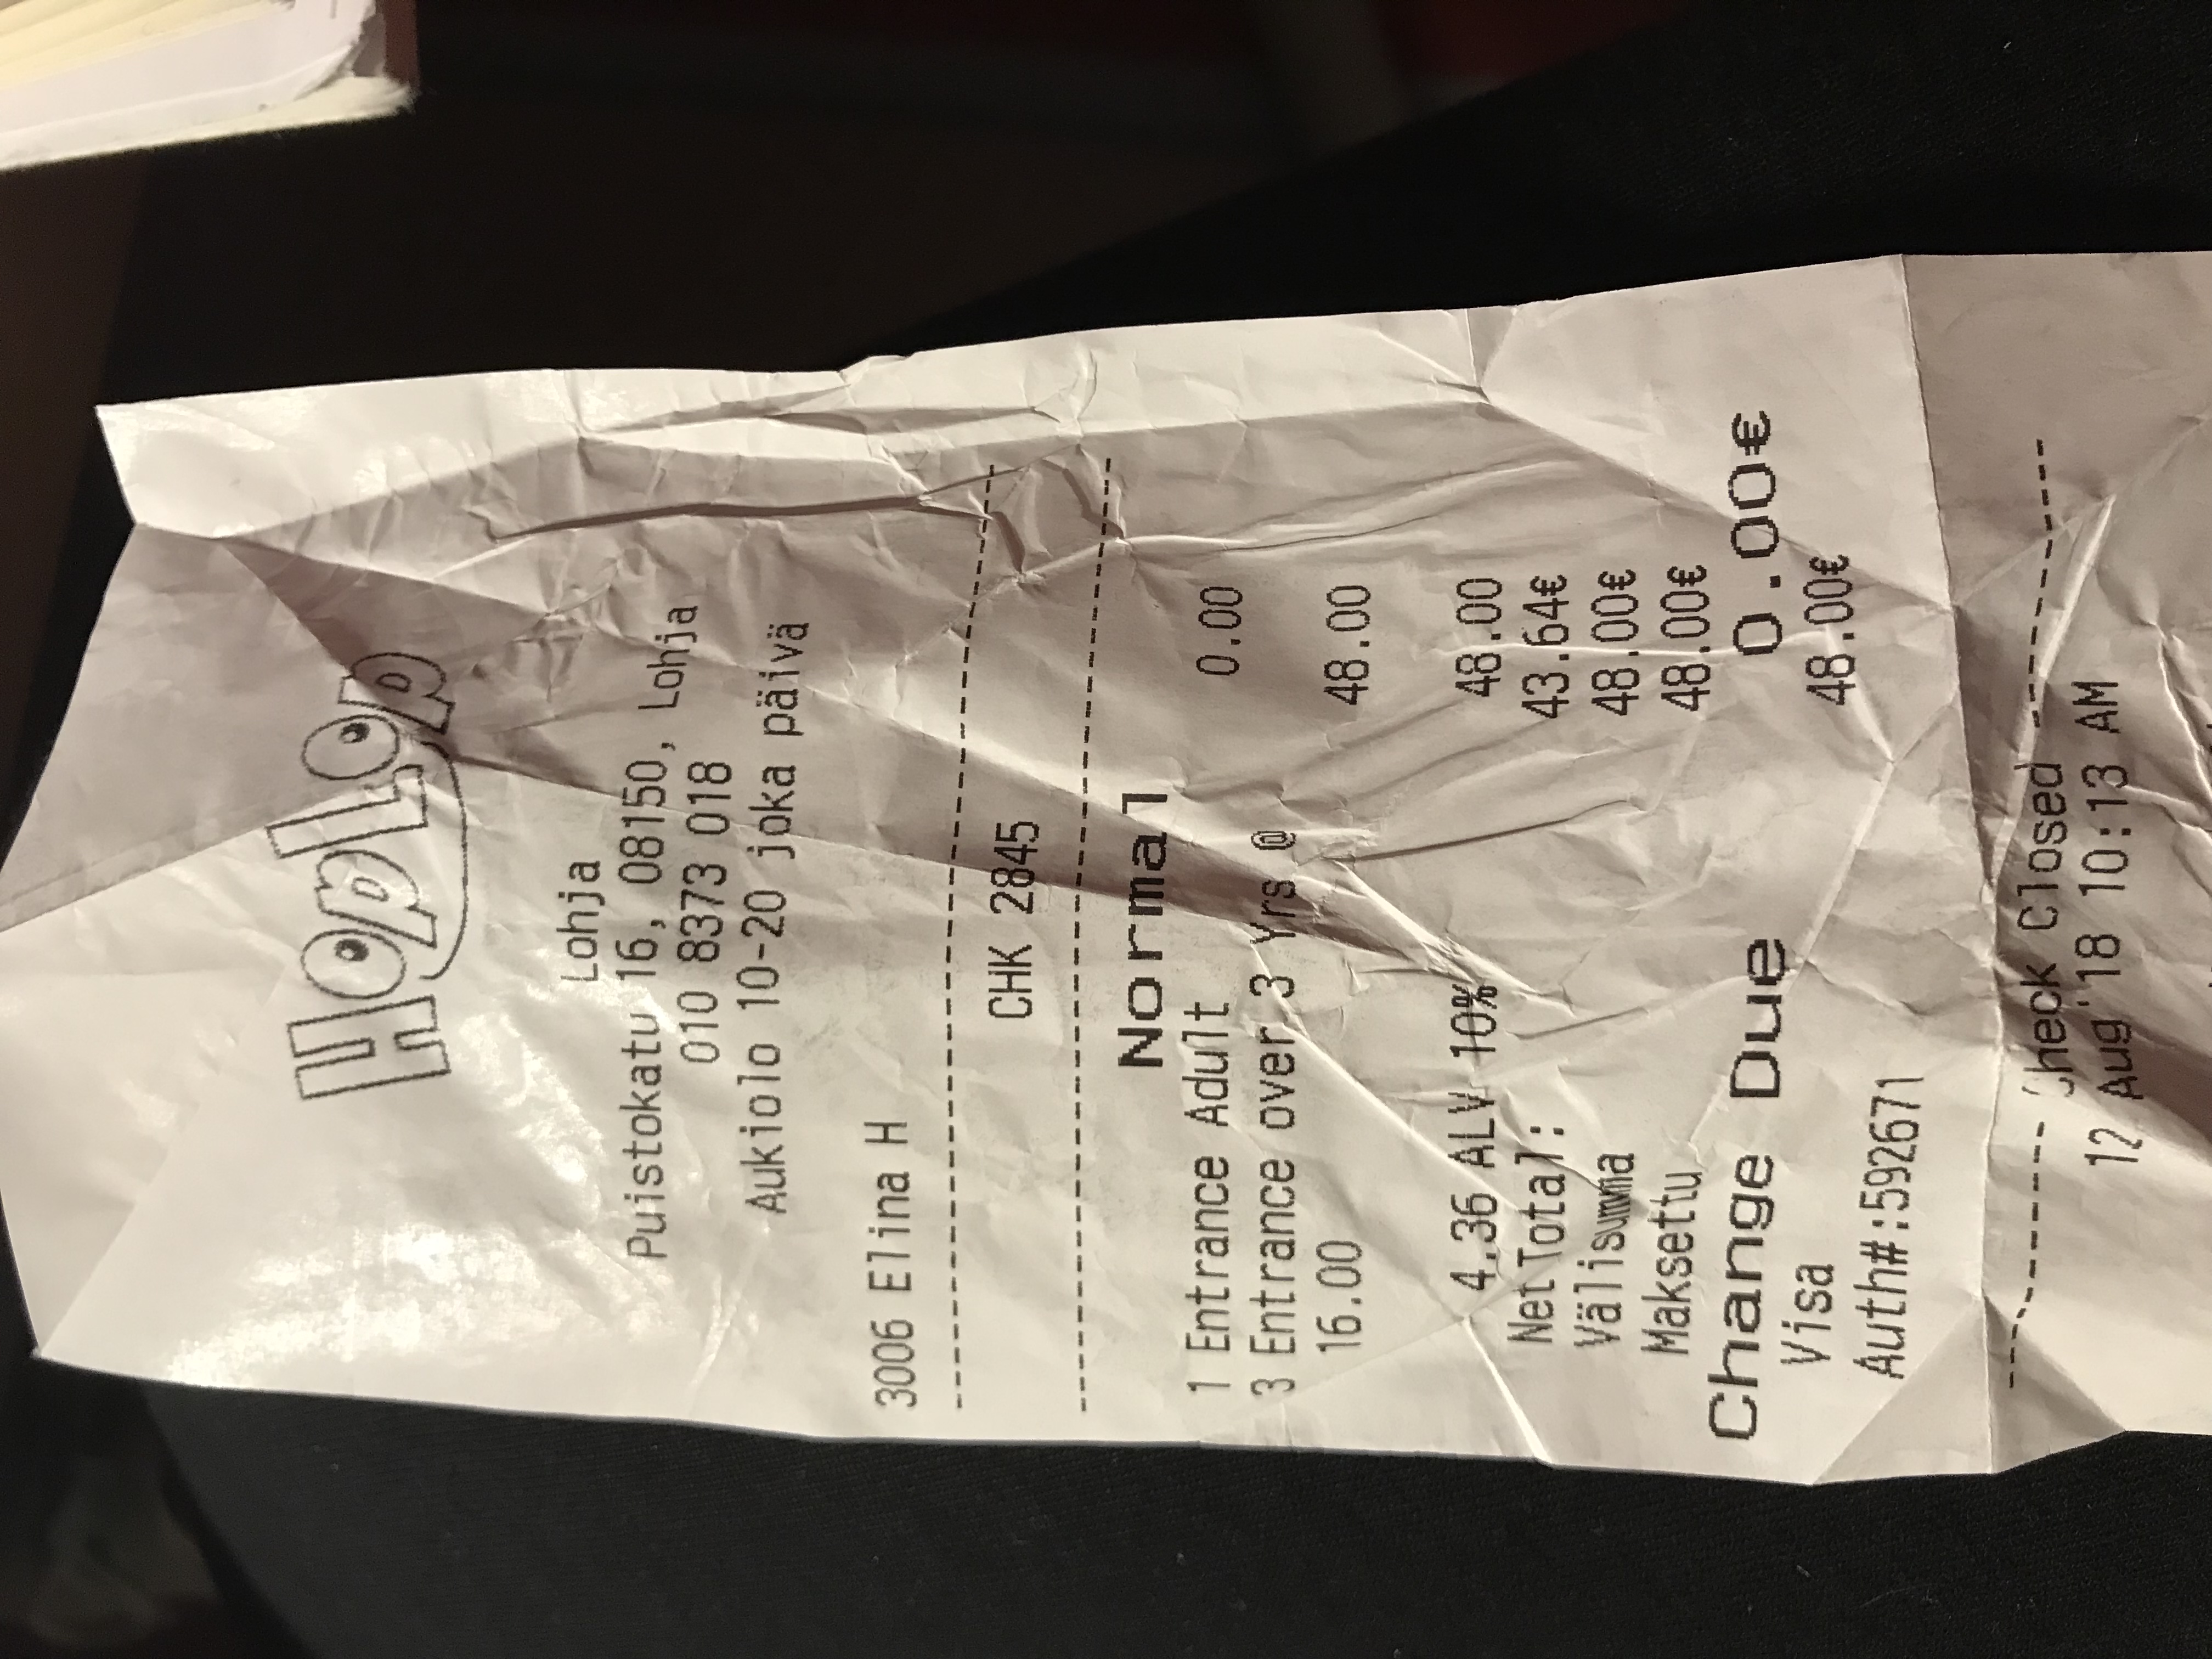 HopLop
Lohja
Puistokatu 16, 08150, Lohja
010 8373 018
Aukiolo 10-20 joka päivä
3006 Elina H
CHK 2845
Normal
1 Entrance Adult 0.00
3 Entrance over 3 Yrs @
16.00 48.00
4.36 ALV 10% 48.00
Net Total: 43.64€
Välisumma 48.00€
Maksettu 48.00€
Change Due 0.00€
Visa 48.00€
Auth#:592671
Check Closed
12 Aug '18 10:13 AM